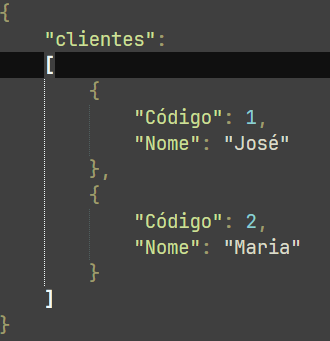 {
    "clientes":
    [
        {
            "Código": 1,
            "Nome": "José"
        },
        {
            "Código": 2,
            "Nome": "Maria"
        }
    ]
}